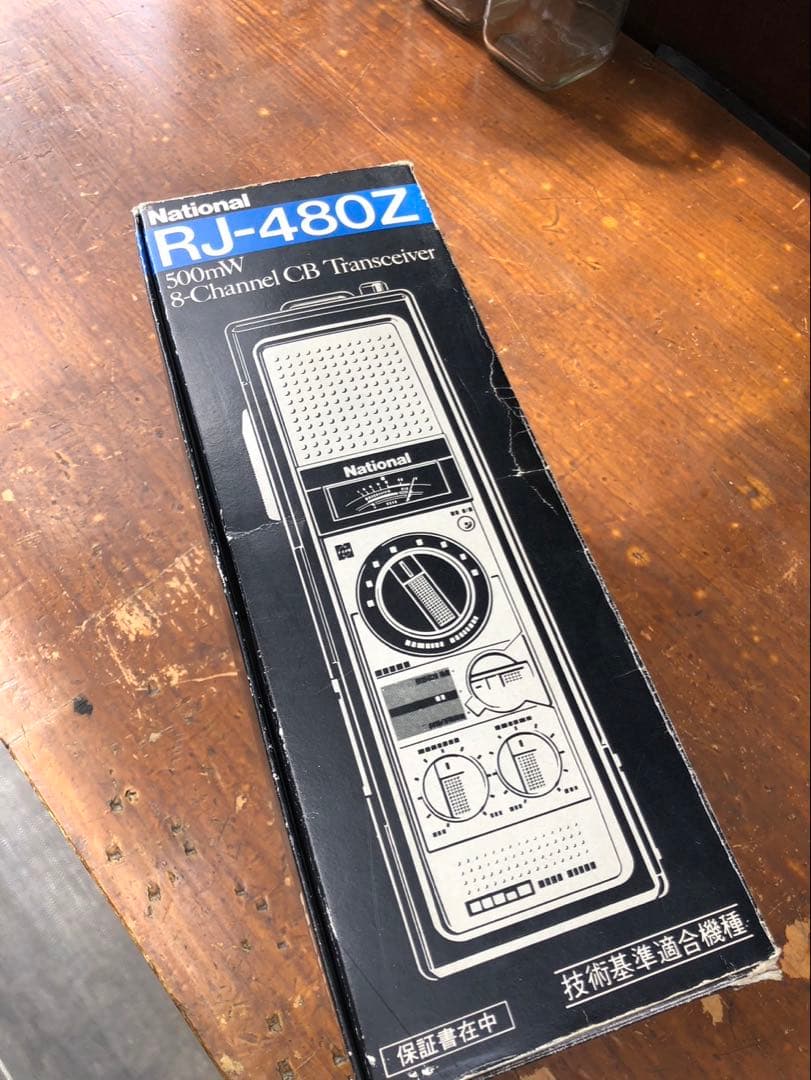 National
RJ-480Z
500mW
8-Channel CB Transceiver
National
技術基準適合機種
保証書在中